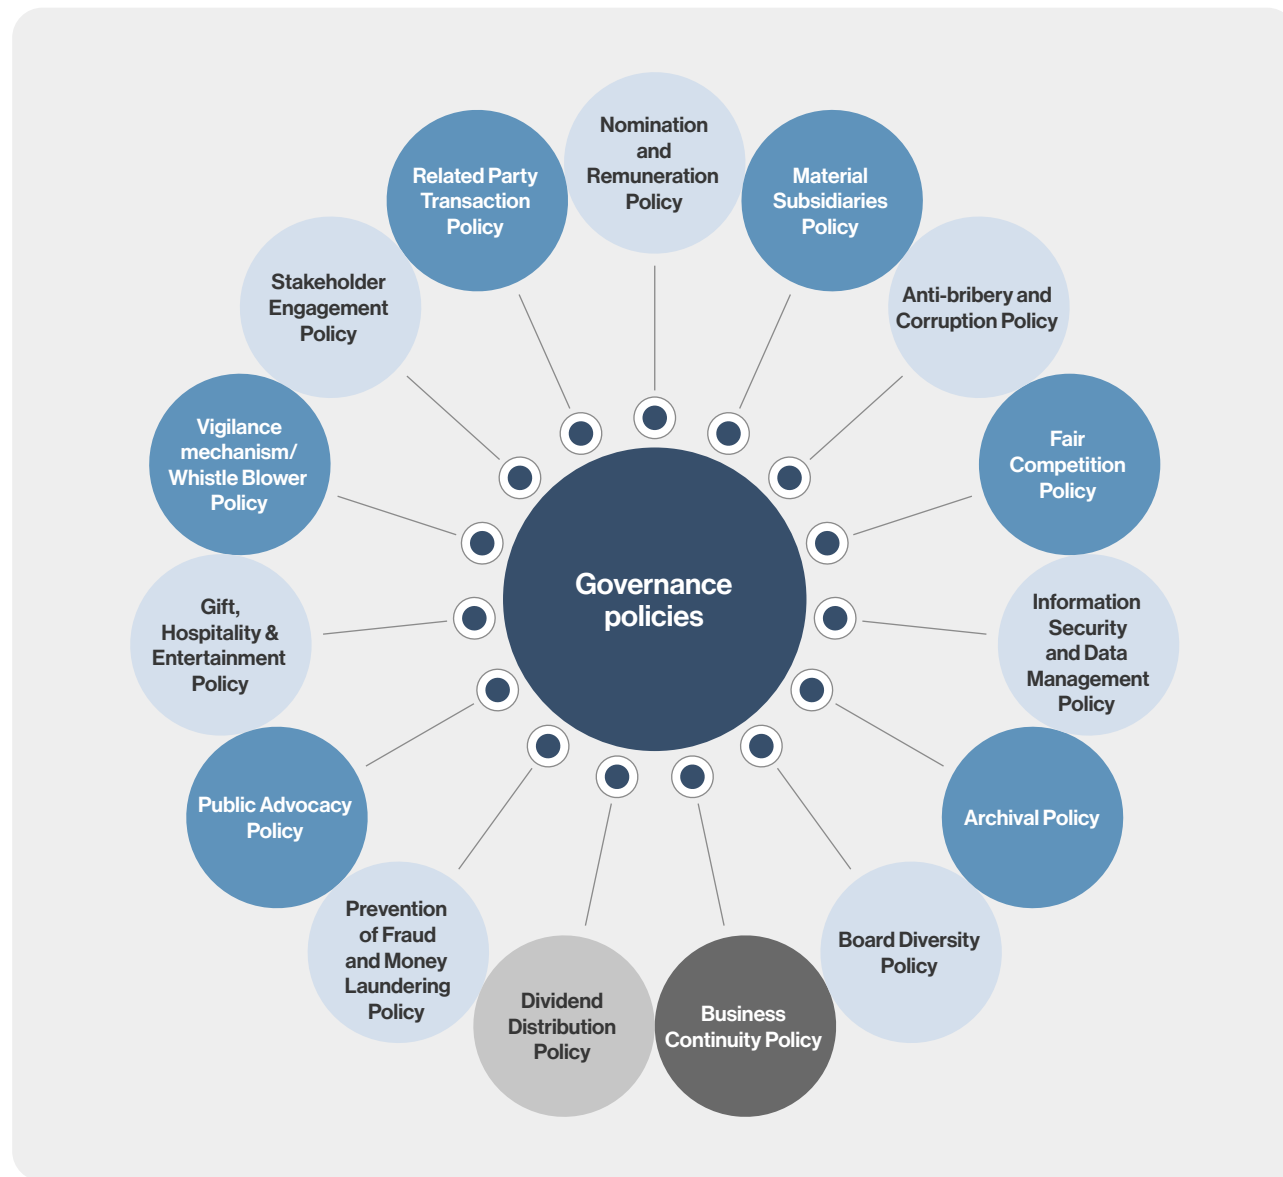 Nomination
and
Remuneration
Policy
Material
Subsidiaries
Policy
Anti-bribery and
Corruption Policy
Fair
Competition
Policy
Information
Security
and Data
Management
Policy
Archival Policy
Board Diversity
Policy
Business
Continuity Policy
Dividend
Distribution
Policy
Prevention
of Fraud
and Money
Laundering
Policy
Public Advocacy
Policy
Gift,
Hospitality &
Entertainment
Policy
Vigilance
mechanism/
Whistle Blower
Policy
Stakeholder
Engagement
Policy
Related Party
Transaction
Policy
Governance
policies